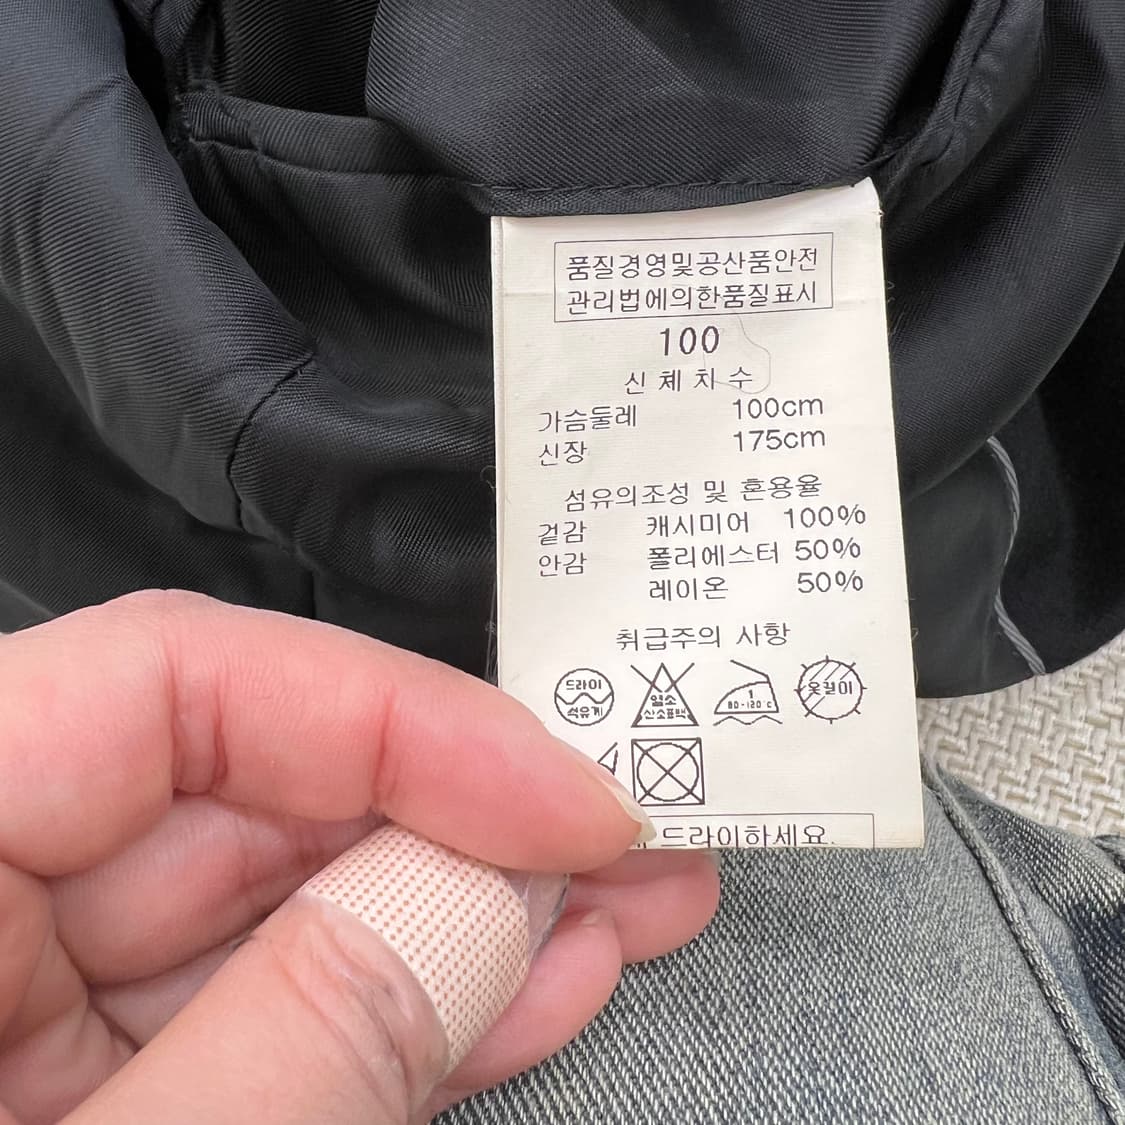 품질경영및공산품안전
관리법에의한품질표시
100
신체치수
가슴둘레 100cm
신장 175cm
섬유의조성 및 혼용율
겉감 캐시미어 100%
안감 폴리에스터 50%
레이온 50%
취급주의 사항
드라이
석유계
염소
산소표백
1
80-120℃
옷걸이
드라이하세요.